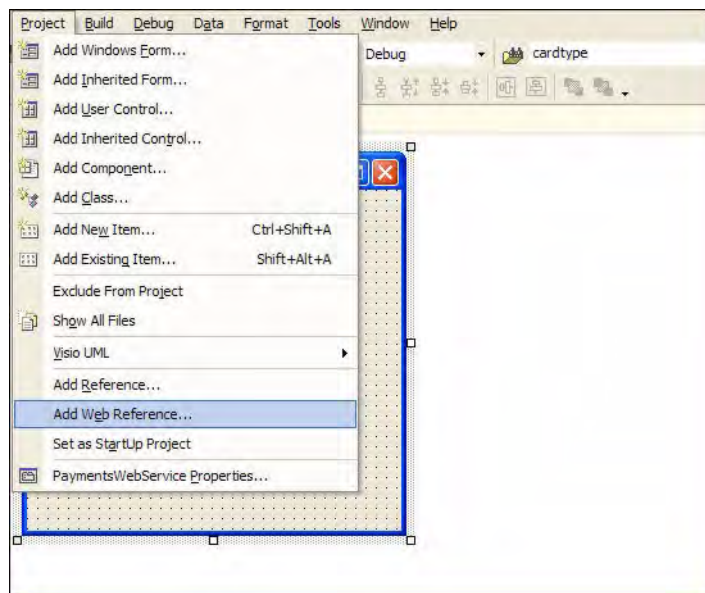 Project Build Debug Data Format Tools Window Help
Add Windows Form...
Debug
cardtype
Add Inherited Form...
Add User Control...
Add Inherited Control...
Add Component...
Add Class...
Add New Item... Ctrl+Shift+A
Add Existing Item... Shift+Alt+A
Exclude From Project
Show All Files
Visio UML
Add Reference...
Add Web Reference...
Set as StartUp Project
PaymentsWebService Properties...